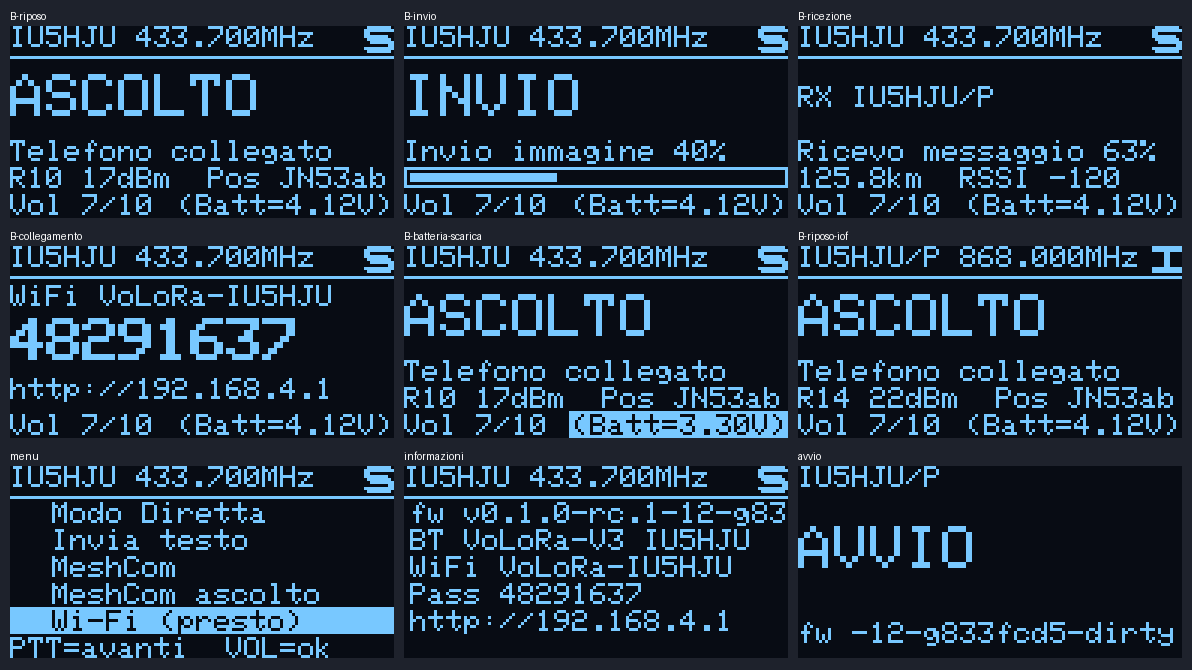 B-riposo
IU5HJU 433.700MHz S
ASCOLTO
Telefono collegato
R10 17dBm Pos JN53ab
Vol 7/10 (Batt=4.12V)
B-invio
IU5HJU 433.700MHz S
INVIO
Invio immagine 40%
Vol 7/10 (Batt=4.12V)
B-ricezione
IU5HJU 433.700MHz S
RX IU5HJU/P
Ricevo messaggio 63%
125.8km RSSI -120
Vol 7/10 (Batt=4.12V)
B-collegamento
IU5HJU 433.700MHz S
WiFi VoLoRa-IU5HJU
48291637
http://192.168.4.1
Vol 7/10 (Batt=4.12V)
B-batteria-scarica
IU5HJU 433.700MHz S
ASCOLTO
Telefono collegato
R10 17dBm Pos JN53ab
Vol 7/10 (Batt=3.30V)
B-riposo-iof
IU5HJU/P 868.000MHz I
ASCOLTO
Telefono collegato
R14 22dBm Pos JN53ab
Vol 7/10 (Batt=4.12V)
menu
IU5HJU 433.700MHz S
Modo Diretta
Invia testo
MeshCom
MeshCom ascolto
Wi-Fi (presto)
PTT=avanti VOL=ok
informazioni
IU5HJU 433.700MHz S
fw v0.1.0-rc.1-12-g83
BT VoLoRa-V3 IU5HJU
WiFi VoLoRa-IU5HJU
Pass 48291637
http://192.168.4.1
avvio
IU5HJU/P
AVVIO
fw -12-g833fcd5-dirty